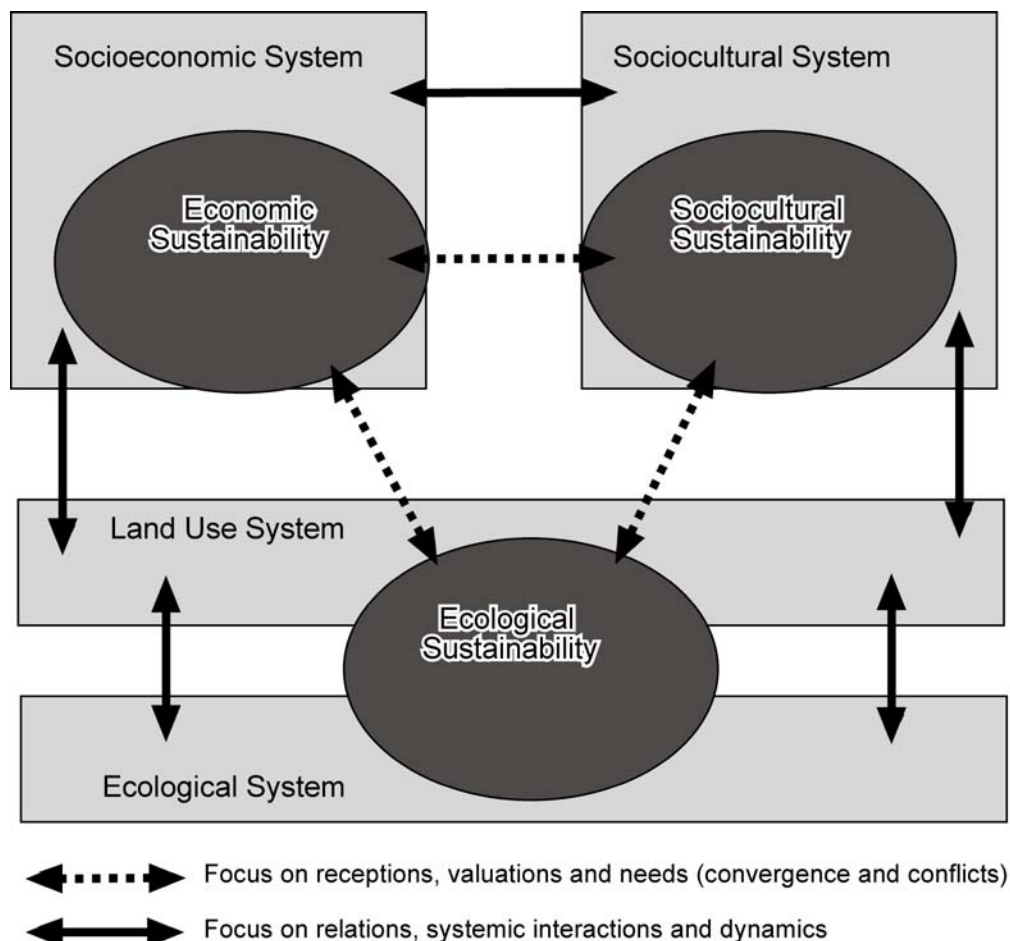 Socioeconomic System
Sociocultural System
Economic
Sustainability
Sociocultural
Sustainability
Land Use System
Ecological
Sustainability
Ecological System
Focus on receptions, valuations and needs (convergence and conflicts)
Focus on relations, systemic interactions and dynamics